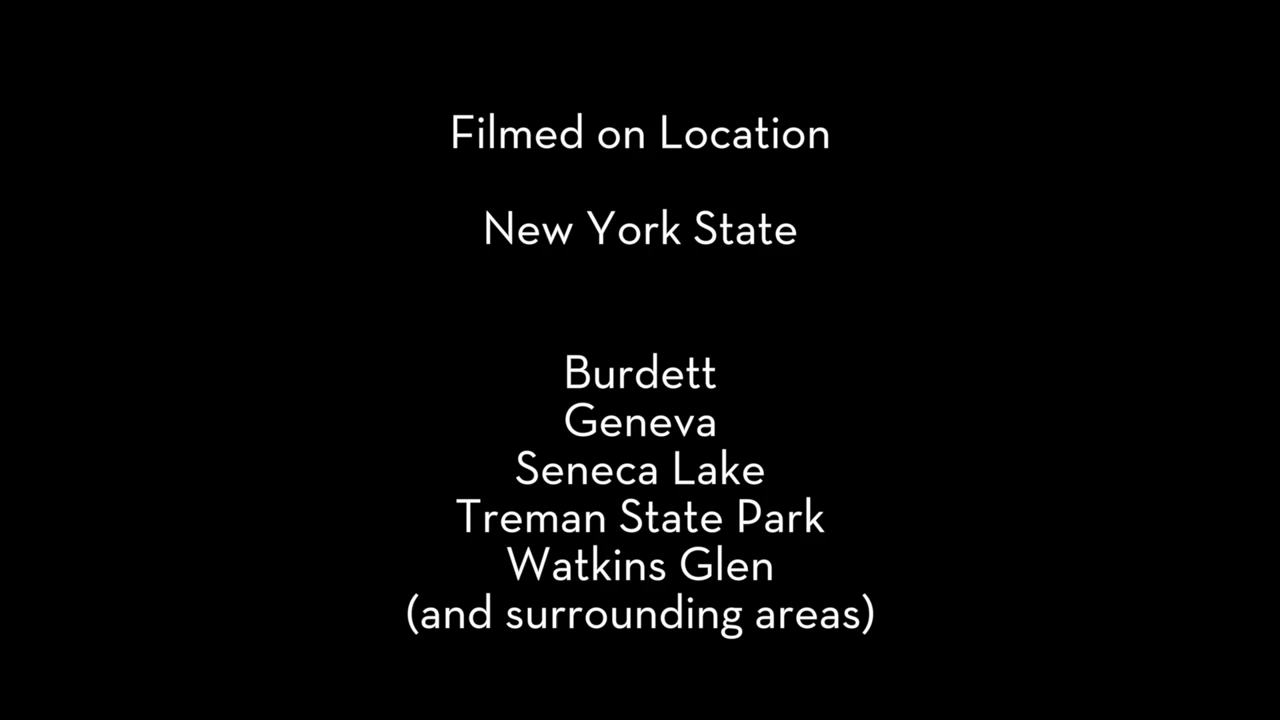 Filmed on Location
New York State
Burdett
Geneva
Seneca Lake
Treman State Park
Watkins Glen
(and surrounding areas)